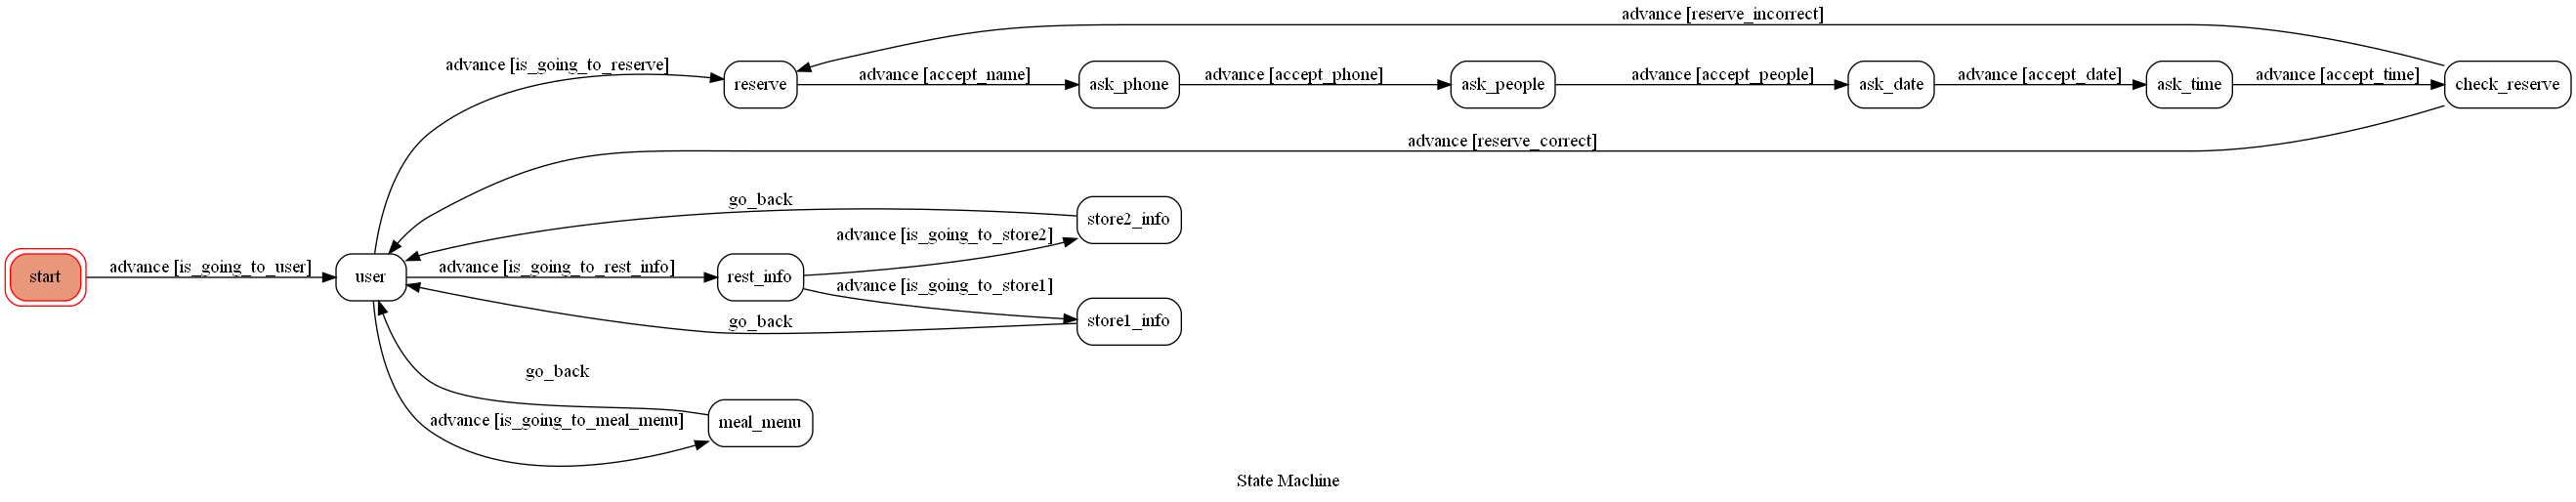 advance [reserve_incorrect]
advance [is_going_to_reserve]
reserve
advance [accept_name]
ask_phone
advance [accept_phone]
ask_people
advance [accept_people]
ask_date
advance [accept_date]
ask_time
advance [accept_time]
check_reserve
advance [reserve_correct]
go_back
store2_info
advance [is_going_to_store2]
start
advance [is_going_to_user]
user
advance [is_going_to_rest_info]
rest_info
advance [is_going_to_store1]
go_back
store1_info
go_back
advance [is_going_to_meal_menu]
meal_menu
State Machine